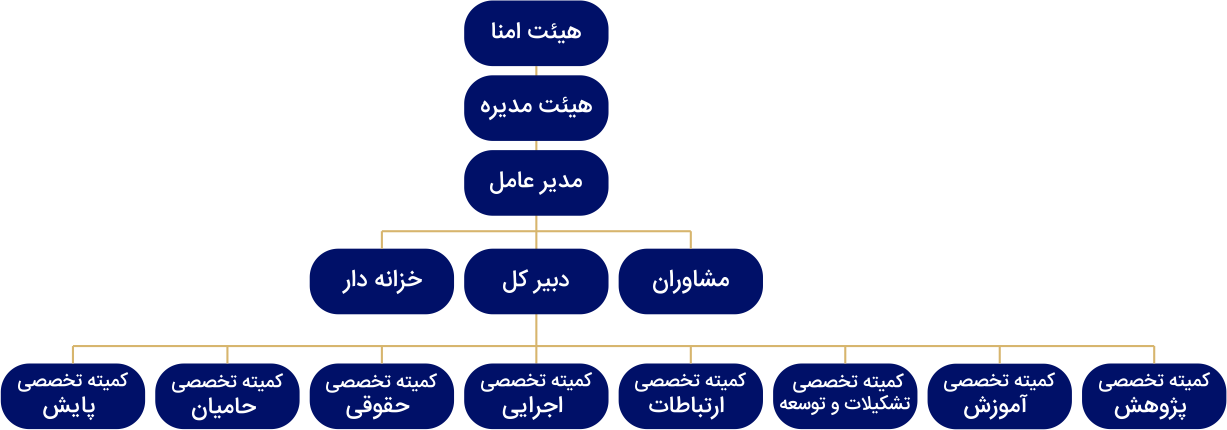 هیئت امنا
هیئت مدیره
مدیر عامل
مشاوران
دبیر کل
خزانه دار
کمیته تخصصی
پژوهش
کمیته تخصصی
آموزش
کمیته تخصصی
تشکیلات و توسعه
کمیته تخصصی
ارتباطات
کمیته تخصصی
اجرایی
کمیته تخصصی
حقوقی
کمیته تخصصی
حامیان
کمیته تخصصی
پایش